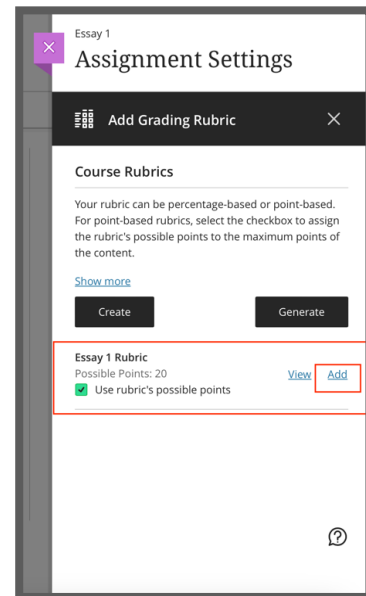 Essay 1
Assignment Settings
Add Grading Rubric
Course Rubrics
Your rubric can be percentage-based or point-based.
For point-based rubrics, select the checkbox to assign
the rubric's possible points to the maximum points of
the content.
Show more
Create Generate
Essay 1 Rubric
Possible Points: 20 View Add
Use rubric's possible points